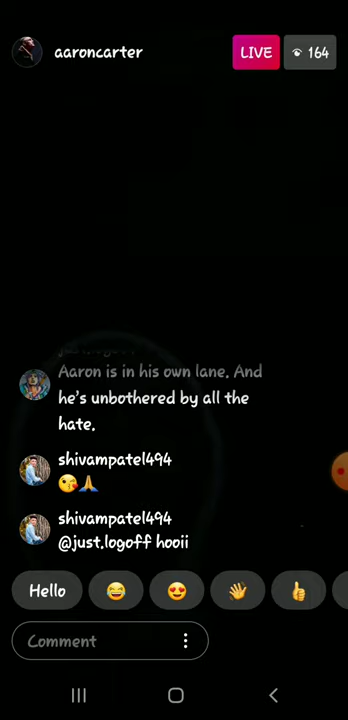 aaroncarter LIVE 164
Aaron is in his own lane. And
he's unbothered by all the
hate.
shivampatel494
😘🙏
shivampatel494
@just.logoff hooii
Hello 😆 😍 👋 👍
Comment